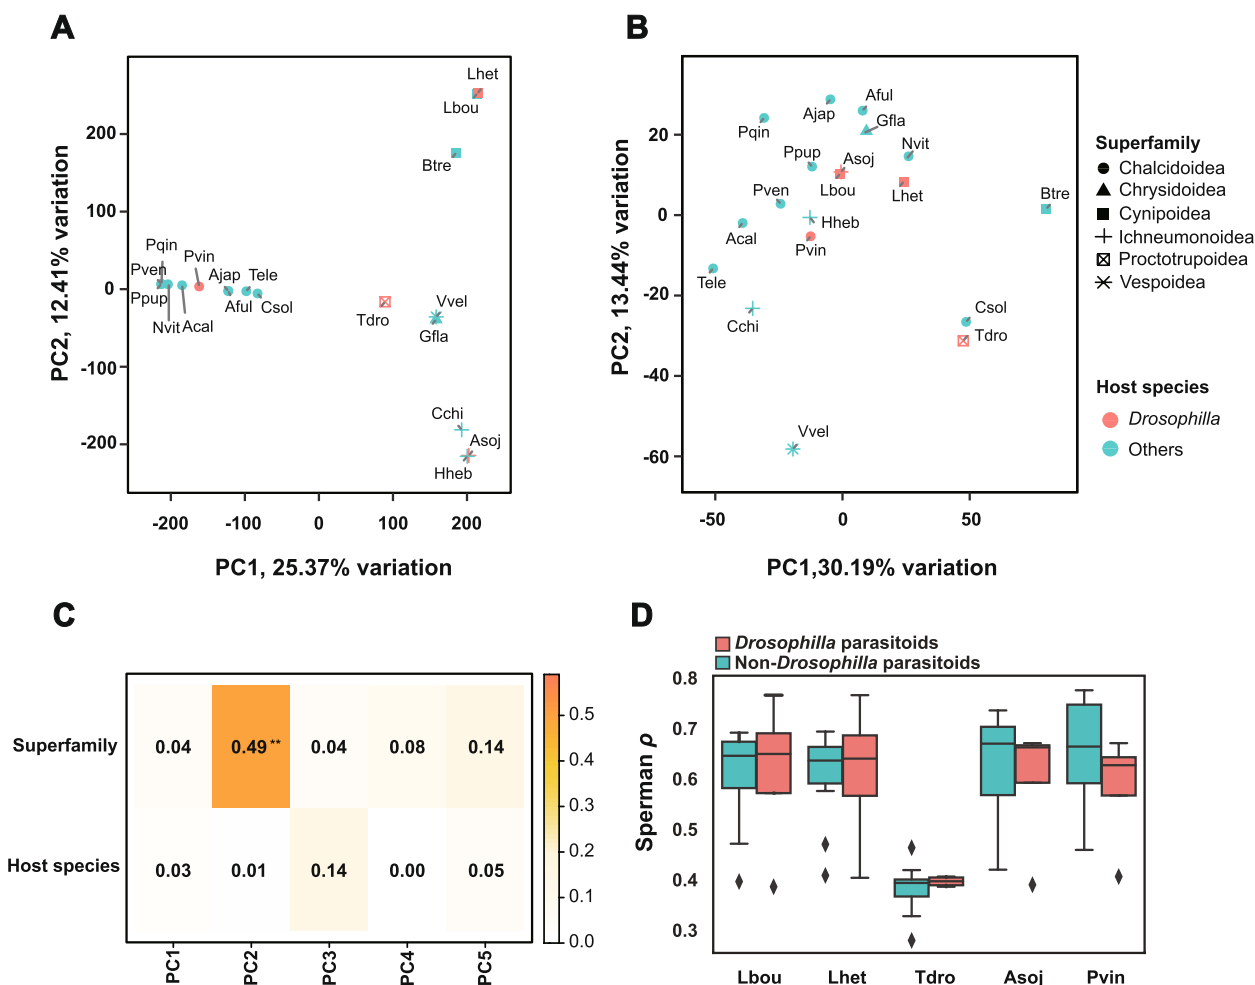 A
B
Lhet
Lbou
Btre
Pqin
Pven
Pvin
Ppup
Nvit
Acal
Ajap
Tele
Aful
Csol
Tdro
Vvel
Gfla
Cchi
Asoj
Hheb
200
100
0
-100
-200
PC2, 12.41% variation
-200 -100 0 100 200
PC1, 25.37% variation
Ajap
Aful
Gfla
Pqin
Nvit
Ppup
Asoj
Lbou
Lhet
Btre
Pven
Hheb
Pvin
Acal
Tele
Cchi
Csol
Tdro
Vvel
20
0
-20
-40
-60
PC2, 13.44% variation
-50 0 50
PC1,30.19% variation
Superfamily
Chalcidoidea
Chrysidoidea
Cynipoidea
Ichneumonoidea
Proctotrupoidea
Vespoidea
Host species
Drosophilla
Others
C
Superfamily 0.04 0.49 ** 0.04 0.08 0.14
Host species 0.03 0.01 0.14 0.00 0.05
PC1 PC2 PC3 PC4 PC5
0.5
0.4
0.3
0.2
0.1
0.0
D
Drosophilla parasitoids
Non-Drosophilla parasitoids
Sperman ρ
0.8
0.7
0.6
0.5
0.4
0.3
Lbou Lhet Tdro Asoj Pvin